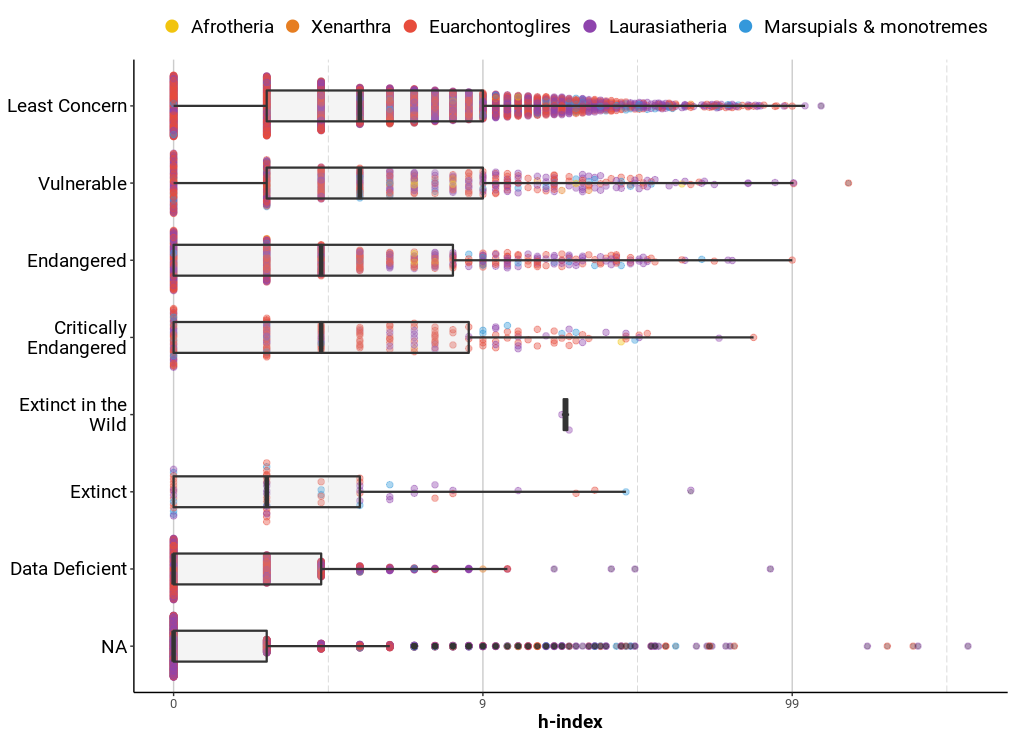 Afrotheria Xenarthra Euarchontoglires Laurasiatheria Marsupials & monotremes
Least Concern
Vulnerable
Endangered
Critically
Endangered
Extinct in the
Wild
Extinct
Data Deficient
NA
0 9 99
h-index